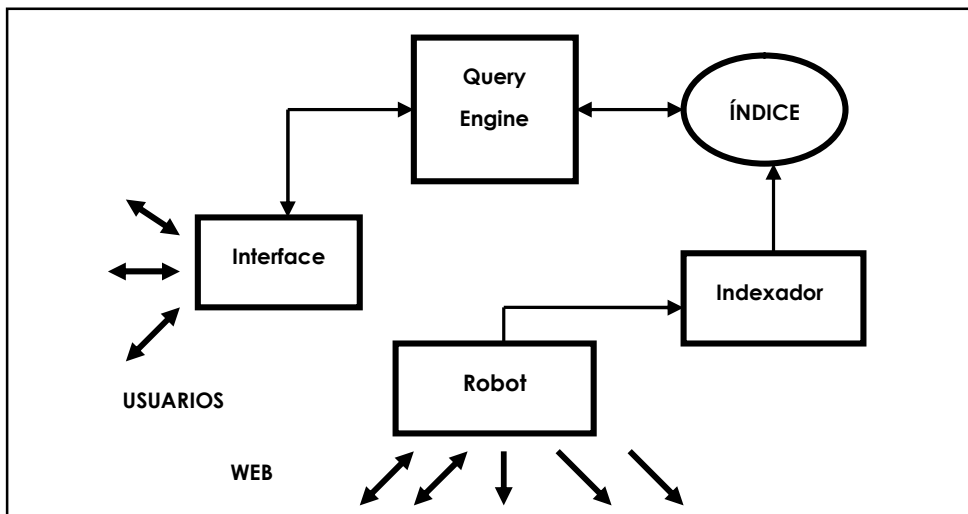 Query
Engine
ÍNDICE
Interface
Indexador
Robot
USUARIOS
WEB